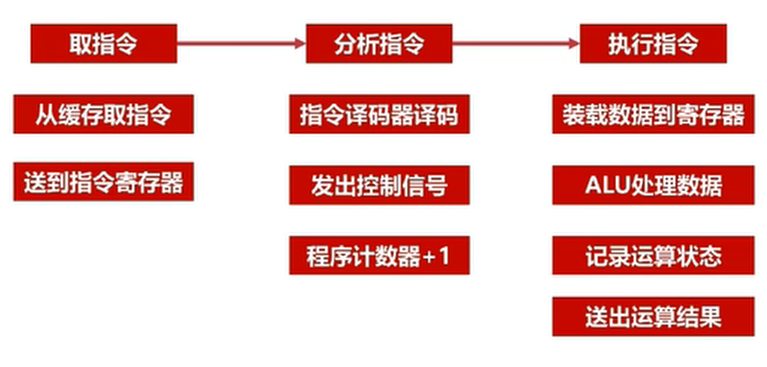 取指令
分析指令
执行指令
从缓存取指令
指令译码器译码
装载数据到寄存器
送到指令寄存器
发出控制信号
ALU处理数据
程序计数器+1
记录运算状态
送出运算结果